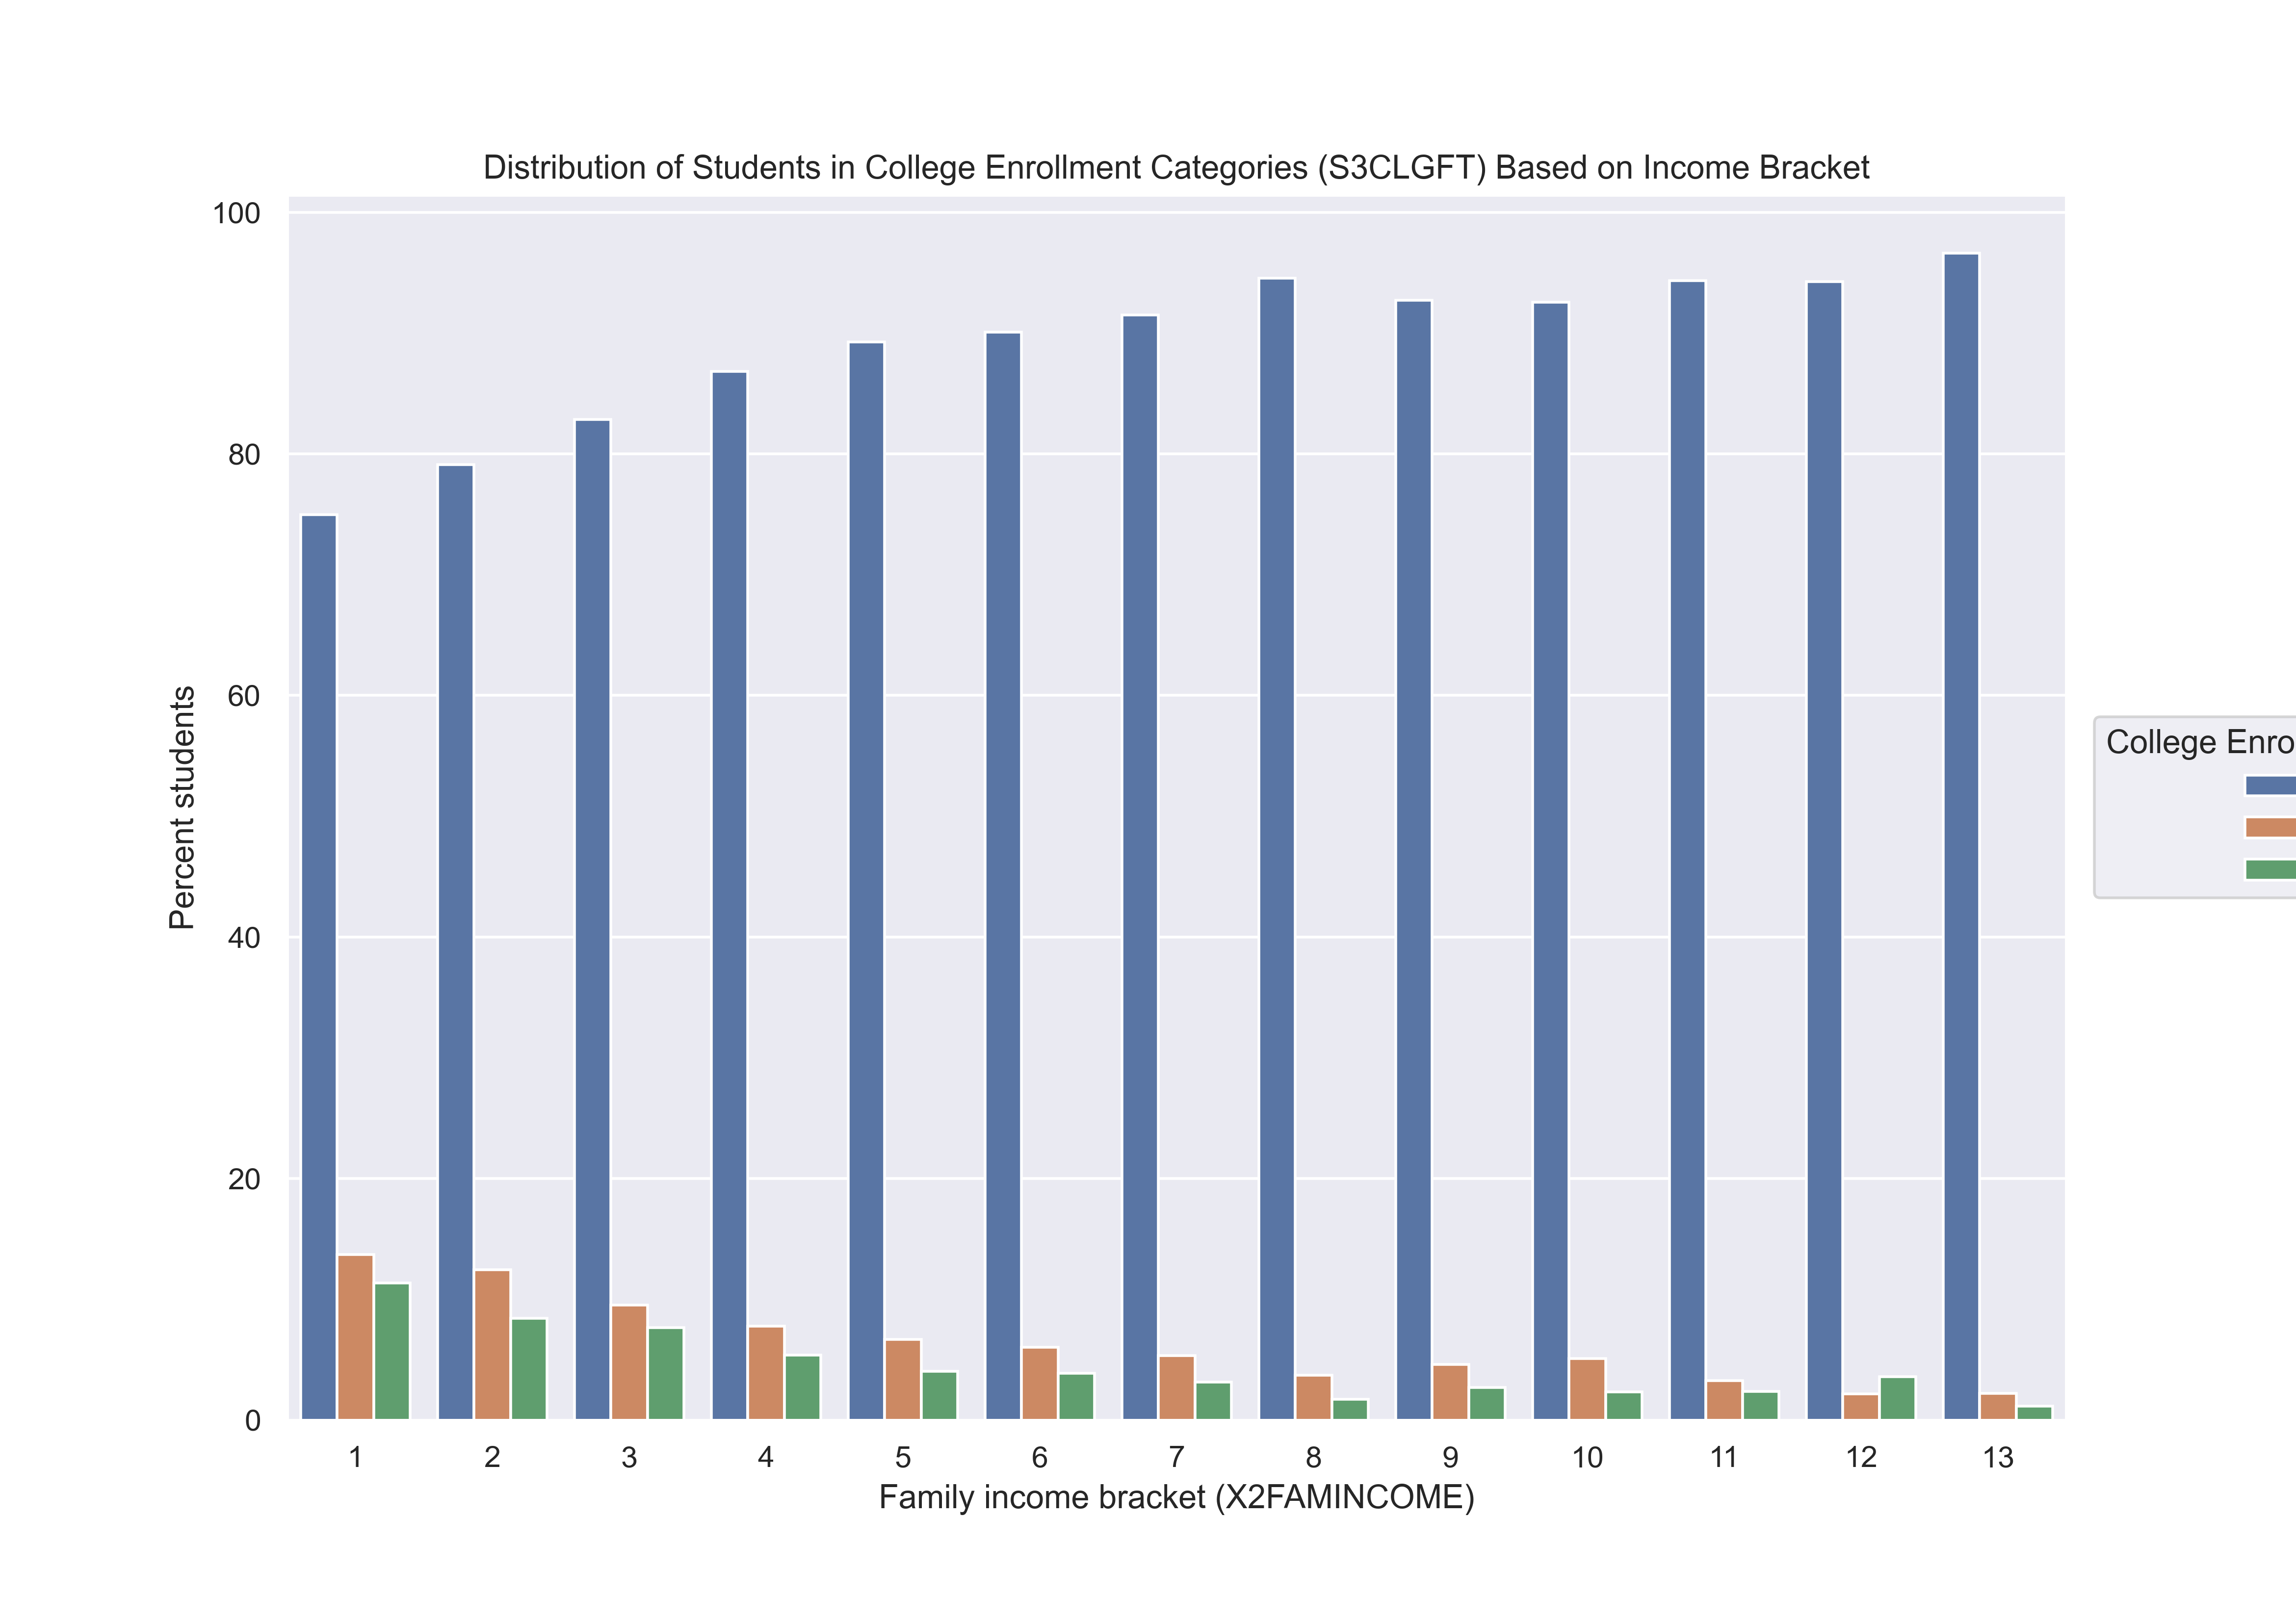 Distribution of Students in College Enrollment Categories (S3CLGFT) Based on Income Bracket
100
80
60
40
20
0
Percent students
1 2 3 4 5 6 7 8 9 10 11 12 13
Family income bracket (X2FAMINCOME)
College Enro